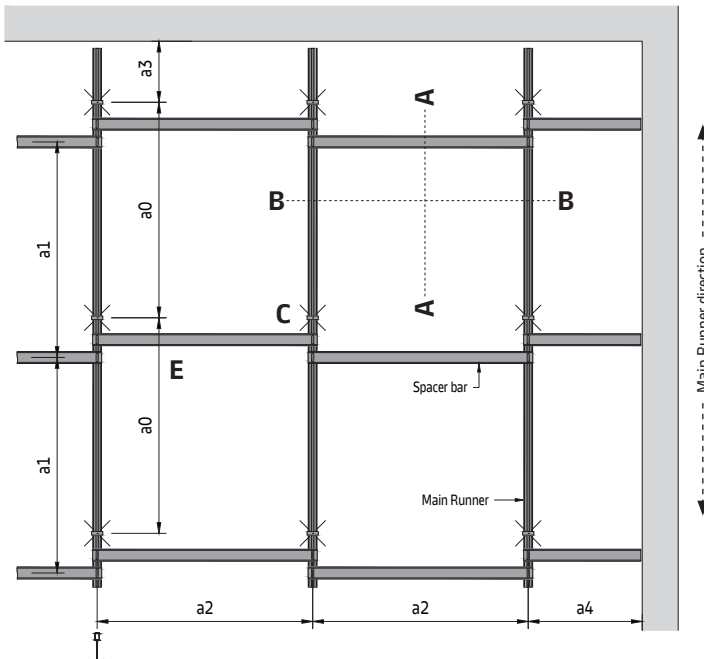 a3
A
B
B
a0
a1
Main Runner direction
C
A
E
Spacer bar
a0
a1
Main Runner
a2
a2
a4